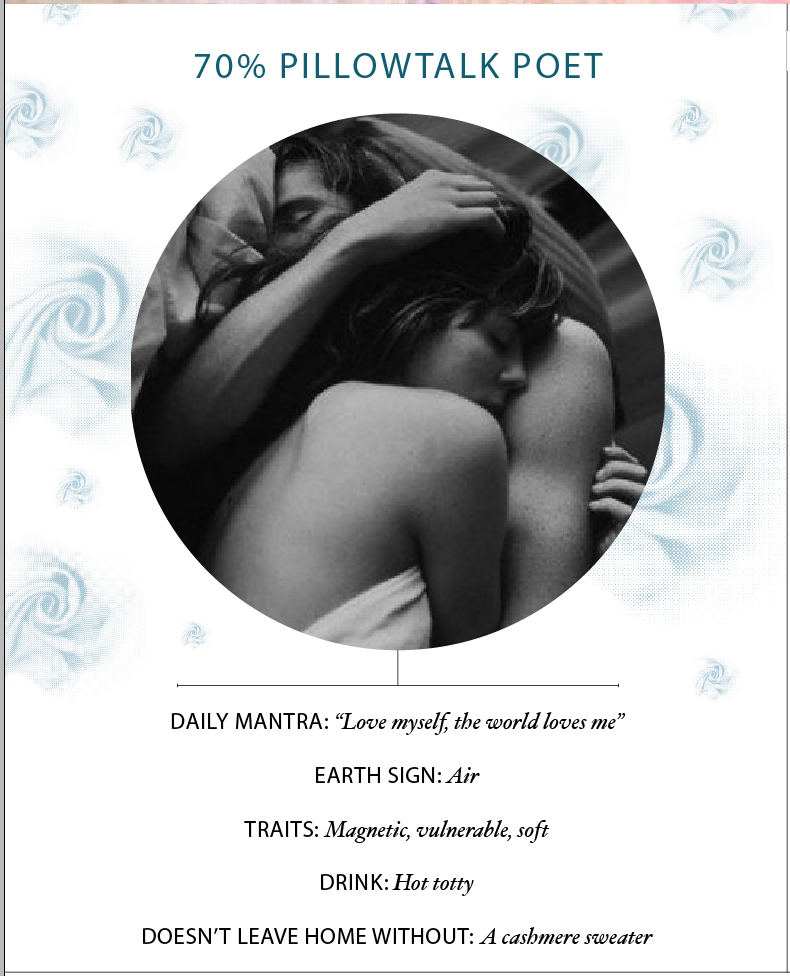 70% PILLOWTALK POET
DAILY MANTRA: “Love myself, the world loves me”
EARTH SIGN: Air
TRAITS: Magnetic, vulnerable, soft
DRINK: Hot totty
DOESN’T LEAVE HOME WITHOUT: A cashmere sweater